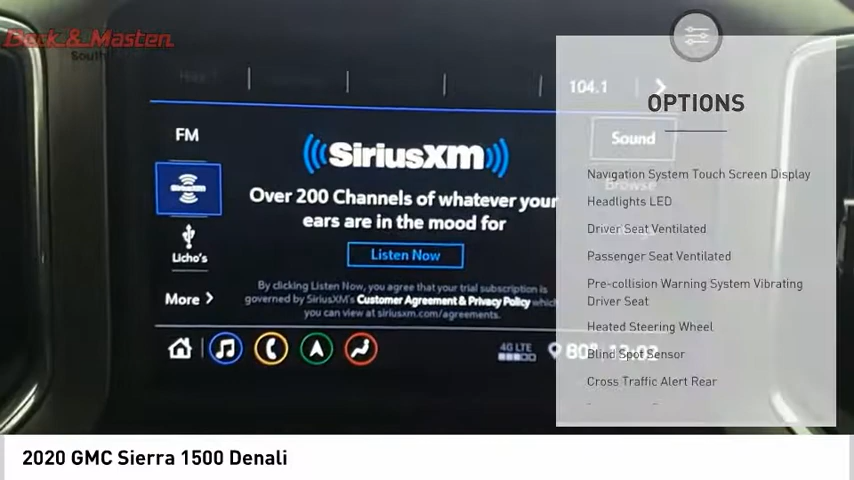 Beck & Masten
South
104.1
FM
SiriusXM
Sound
Over 200 Channels of whatever your
ears are in the mood for
Listen Now
Licho's
More
By clicking Listen Now, you agree that your trial subscription is
governed by SiriusXM's Customer Agreement & Privacy Policy which
you can view at siriusxm.com/agreements.
4G LTE
80°
OPTIONS
Navigation System Touch Screen Display
Headlights LED
Browse
Driver Seat Ventilated
Passenger Seat Ventilated
Pre-collision Warning System Vibrating
Driver Seat
Heated Steering Wheel
Blind Spot Sensor
Cross Traffic Alert Rear
2020 GMC Sierra 1500 Denali